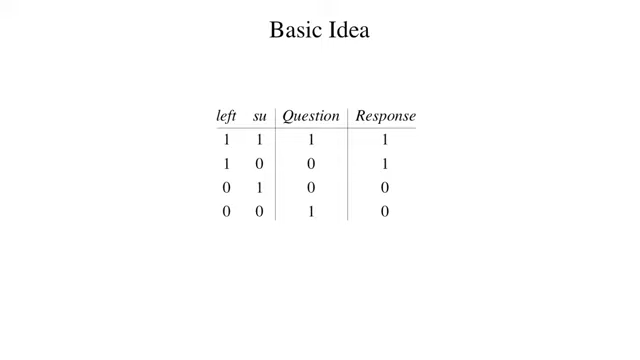 Basic Idea
left su Question Response
1 1 1 1
1 0 0 1
0 1 0 0
0 0 1 0